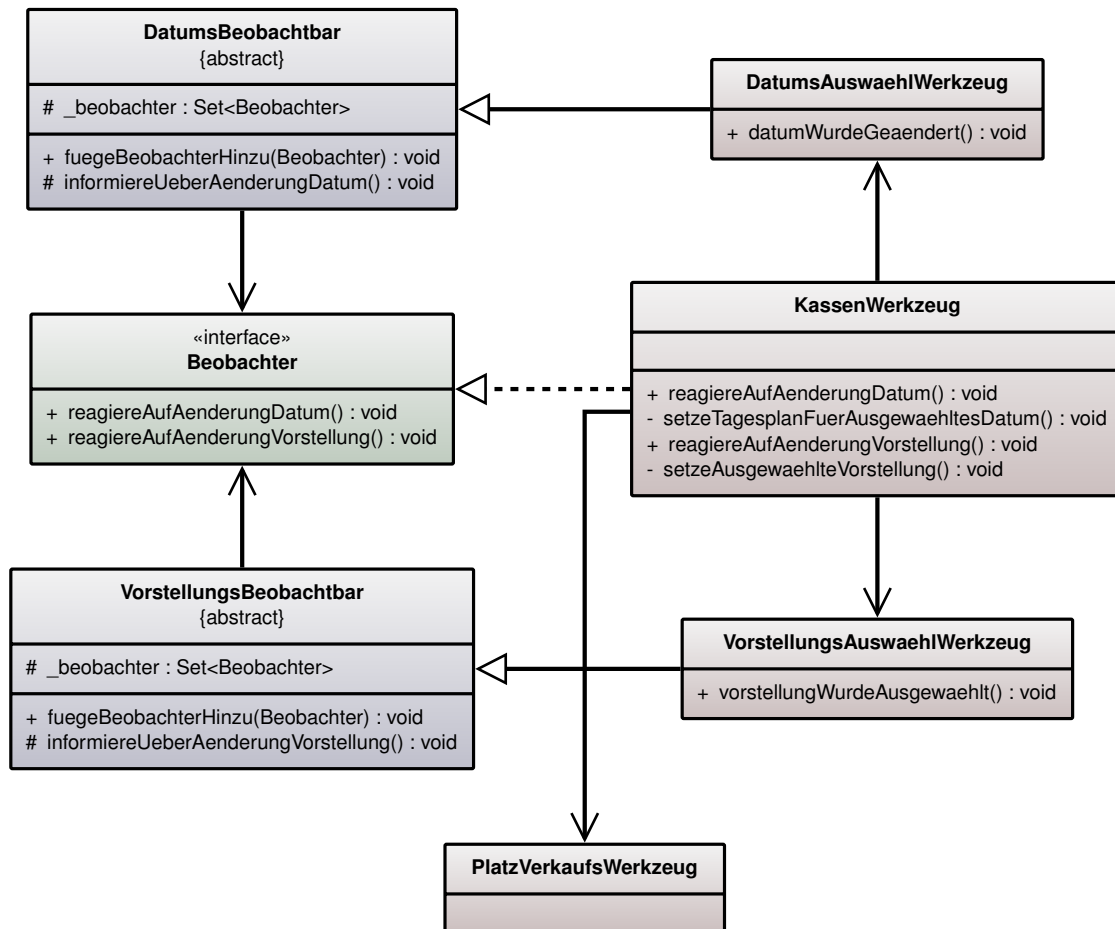 DatumsBeobachtbar
{abstract}
# _beobachter : Set<Beobachter>
+ fuegeBeobachterHinzu(Beobachter) : void
# informiereUeberAenderungDatum() : void
DatumsAuswaehlWerkzeug
+ datumWurdeGeaendert() : void
«interface»
Beobachter
+ reagiereAufAenderungDatum() : void
+ reagiereAufAenderungVorstellung() : void
KassenWerkzeug
+ reagiereAufAenderungDatum() : void
- setzeTagesplanFuerAusgewaehltesDatum() : void
+ reagiereAufAenderungVorstellung() : void
- setzeAusgewaehlteVorstellung() : void
VorstellungsBeobachtbar
{abstract}
# _beobachter : Set<Beobachter>
+ fuegeBeobachterHinzu(Beobachter) : void
# informiereUeberAenderungVorstellung() : void
VorstellungsAuswaehlWerkzeug
+ vorstellungWurdeAusgewaehlt() : void
PlatzVerkaufsWerkzeug